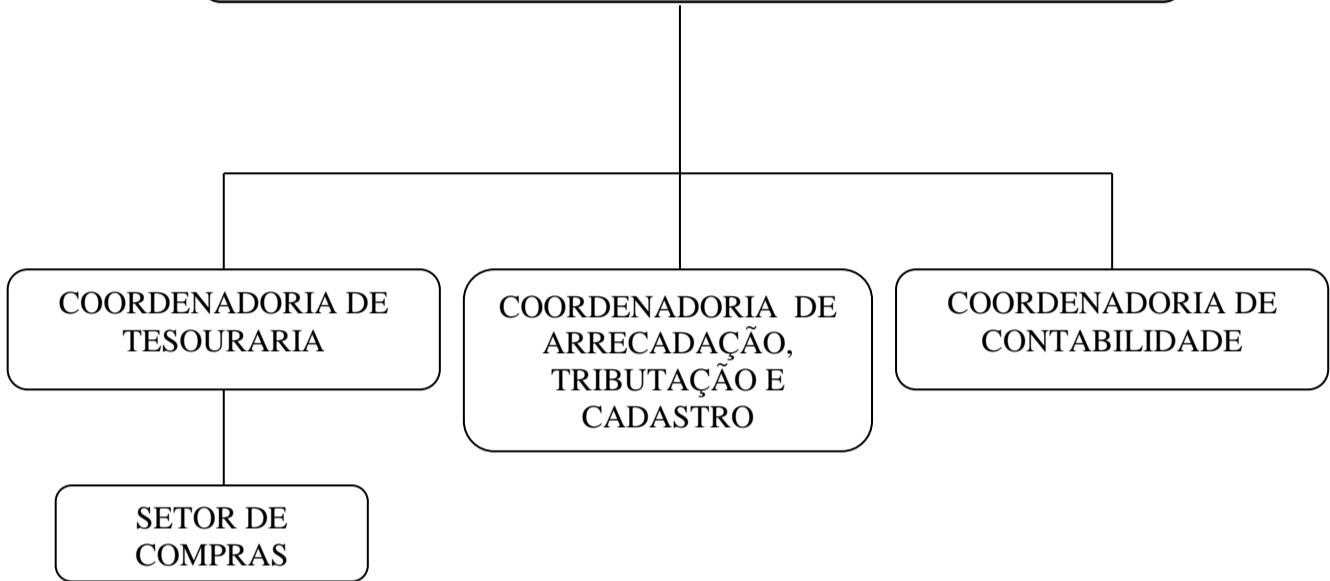 COORDENADORIA DE
TESOURARIA
COORDENADORIA DE
ARRECADAÇÃO,
TRIBUTAÇÃO E
CADASTRO
COORDENADORIA DE
CONTABILIDADE
SETOR DE
COMPRAS